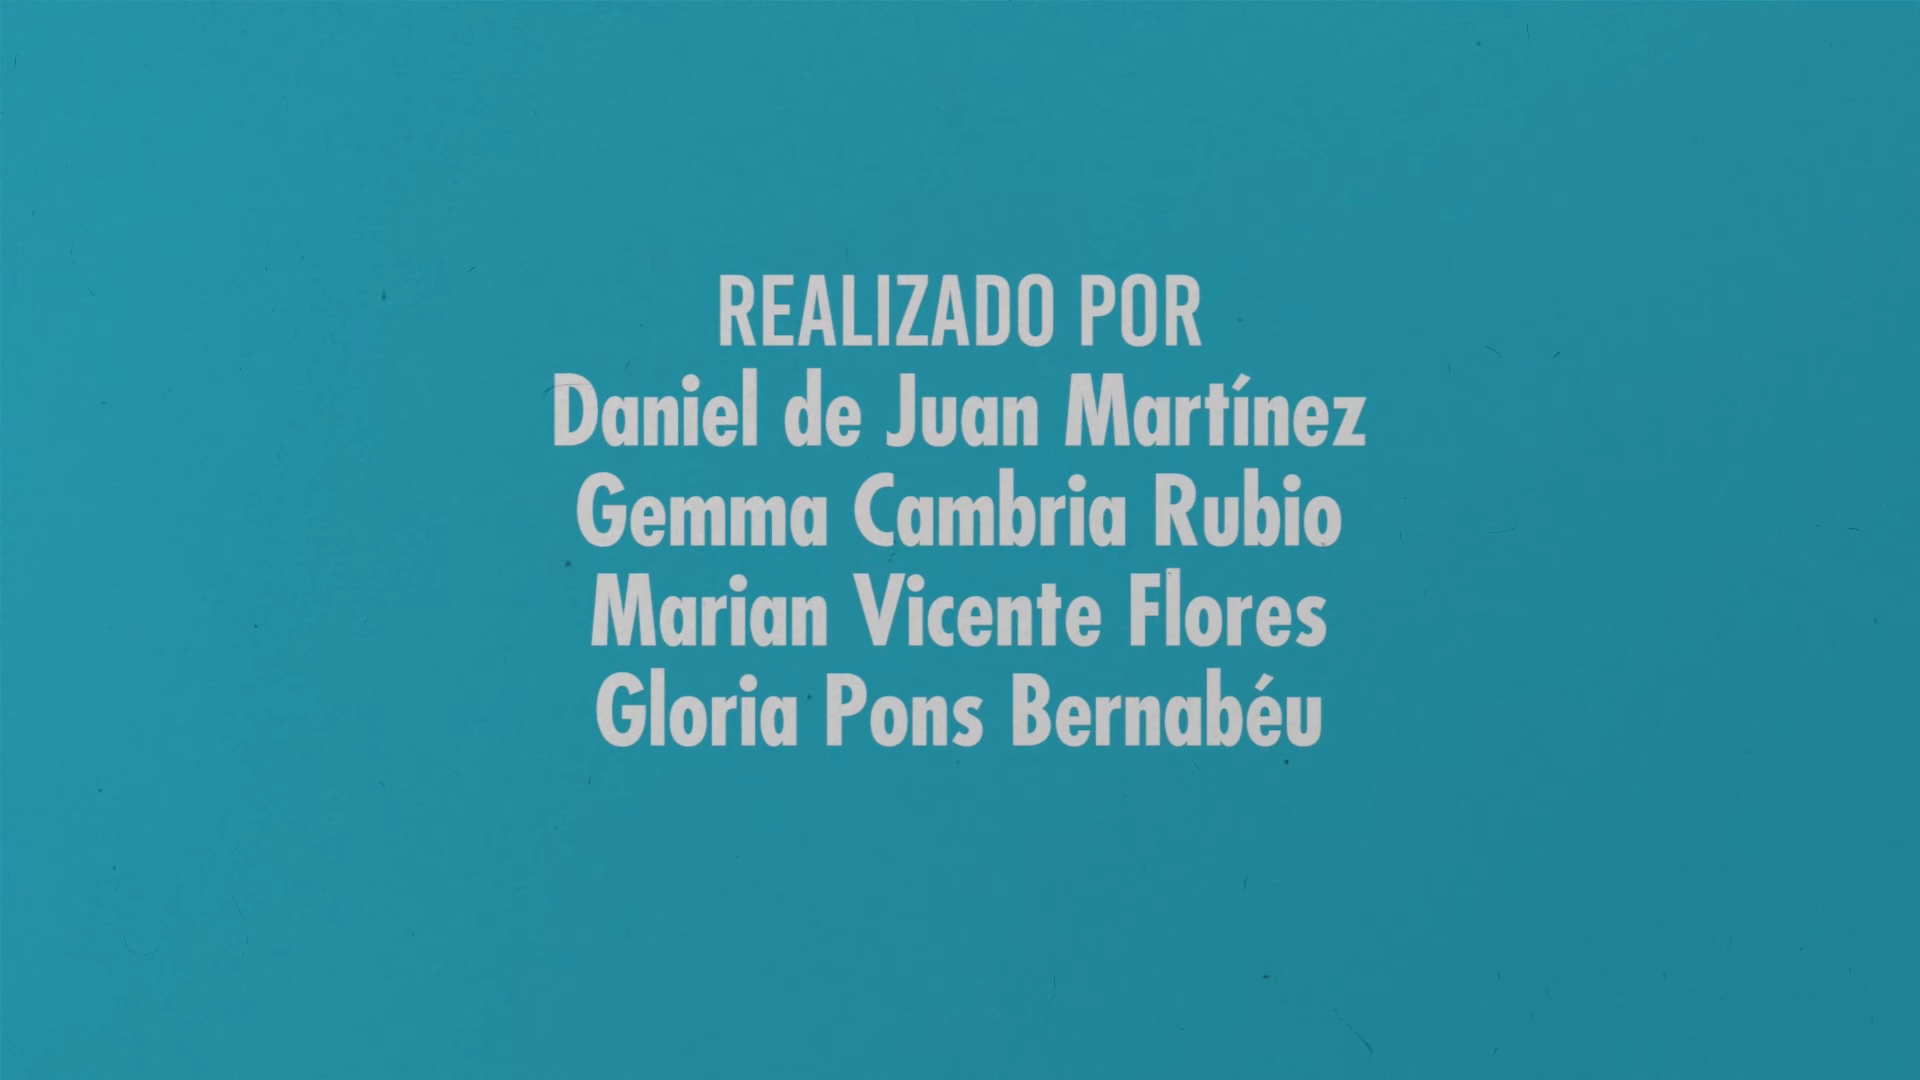 REALIZADO POR
Daniel de Juan Martínez
Gemma Cambria Rubio
Marian Vicente Flores
Gloria Pons Bernabéu